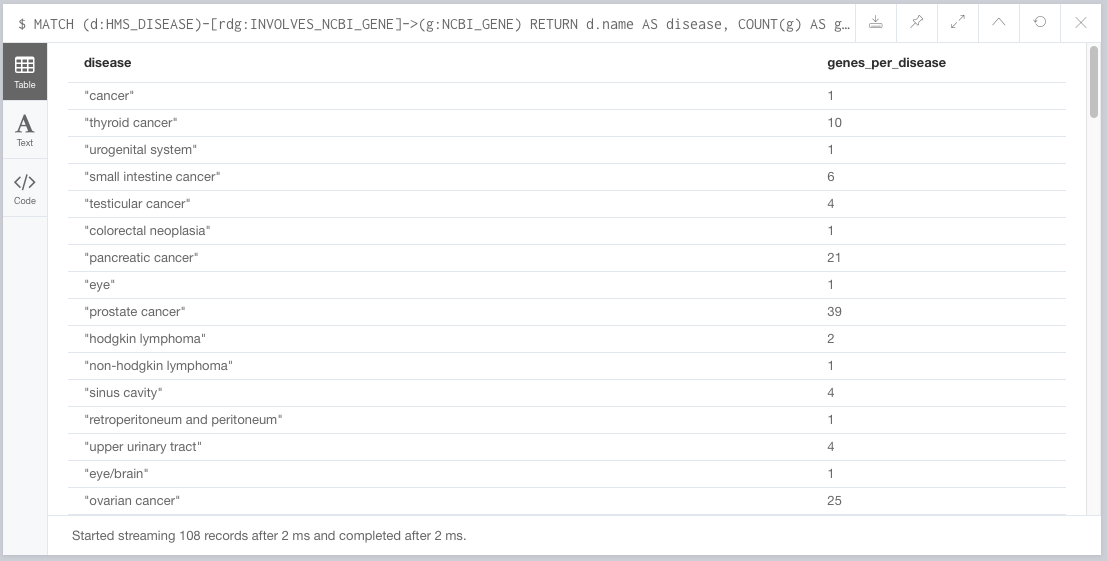 $ MATCH (d:HMS_DISEASE)-[rdg:INVOLVES_NCBI_GENE]->(g:NCBI_GENE) RETURN d.name AS disease, COUNT(g) AS g…
Table
Text
Code
disease genes_per_disease
"cancer" 1
"thyroid cancer" 10
"urogenital system" 1
"small intestine cancer" 6
"testicular cancer" 4
"colorectal neoplasia" 1
"pancreatic cancer" 21
"eye" 1
"prostate cancer" 39
"hodgkin lymphoma" 2
"non-hodgkin lymphoma" 1
"sinus cavity" 4
"retroperitoneum and peritoneum" 1
"upper urinary tract" 4
"eye/brain" 1
"ovarian cancer" 25
Started streaming 108 records after 2 ms and completed after 2 ms.